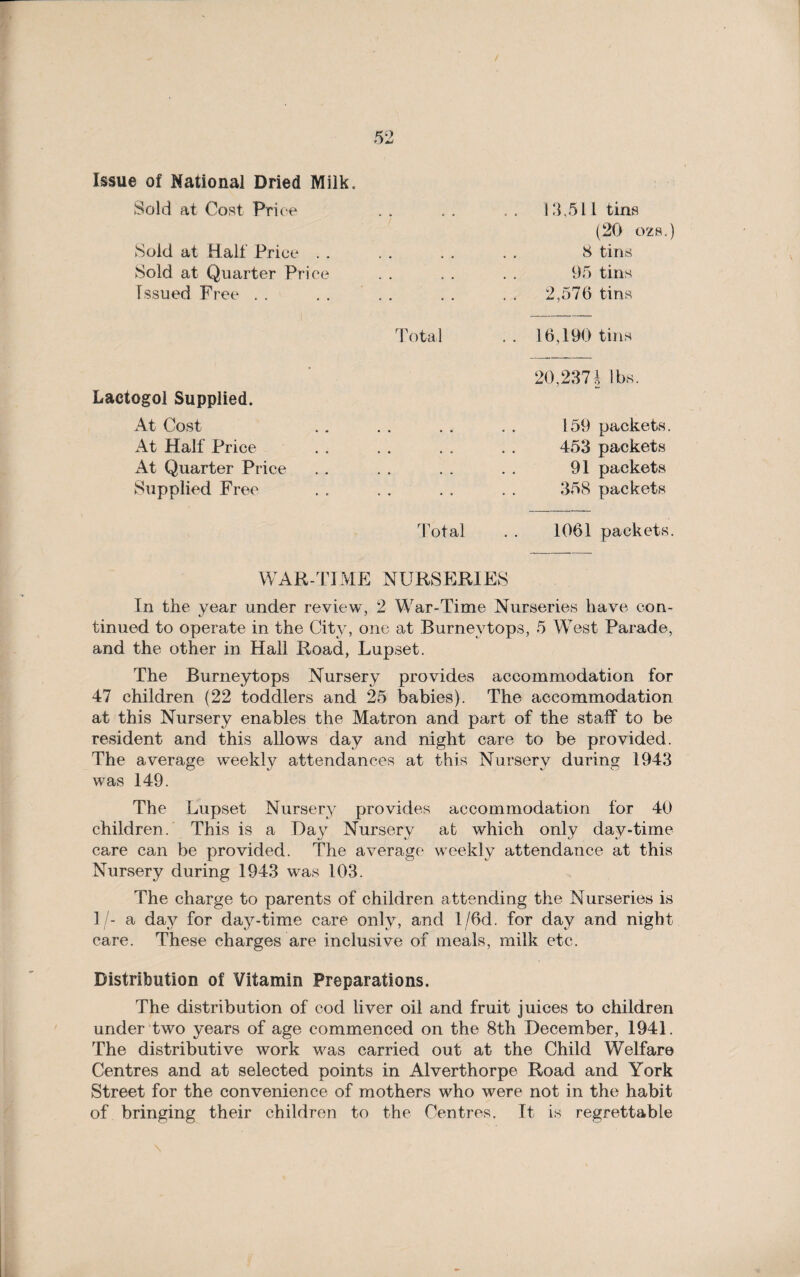 52
Issue of National Dried Milk.
Sold at Cost Price .. .. .. 13,511 tins
(20 ozs.)
Sold at Half Price .. .. .. .. 8 tins
Sold at Quarter Price .. .. .. 95 tins
Issued Free .. .. .. .. .. 2,576 tins
Total .. 16,190 tins
20,237½ lbs.
Lactogol Supplied.
At Cost .. .. .. .. 159 packets.
At Half Price .. .. .. .. 453 packets
At Quarter Price .. .. .. .. 91 packets
Supplied Free .. .. .. .. 358 packets
Total .. 1061 packets.
WAR-TIME NURSERIES
In the year under review, 2 War-Time Nurseries have con-
tinued to operate in the City, one at Burneytops, 5 West Parade,
and the other in Hall Road, Lupset.
The Burneytops Nursery provides accommodation for
47 children (22 toddlers and 25 babies). The accommodation
at this Nursery enables the Matron and part of the staff to be
resident and this allows day and night care to be provided.
The average weekly attendances at this Nursery during 1943
was 149.
The Lupset Nursery provides accommodation for 40
children. This is a Day Nursery at which only day-time
care can be provided. The average weekly attendance at this
Nursery during 1943 was 103.
The charge to parents of children attending the Nurseries is
1/- a day for day-time care only, and 1/6d. for day and night
care. These charges are inclusive of meals, milk etc.
Distribution of Vitamin Preparations.
The distribution of cod liver oil and fruit juices to children
under two years of age commenced on the 8th December, 1941.
The distributive work was carried out at the Child Welfare
Centres and at selected points in Alverthorpe Road and York
Street for the convenience of mothers who were not in the habit
of bringing their children to the Centres. It is regrettable